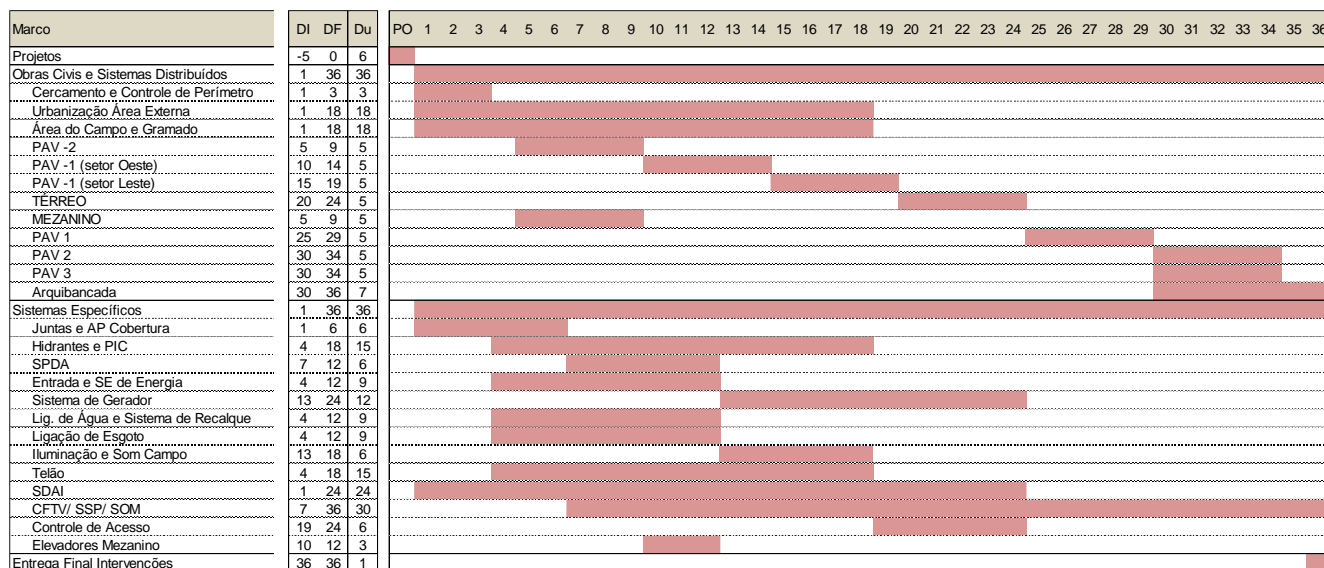 Marco DI DF Du PO 1 2 3 4 5 6 7 8 9 10 11 12 13 14 15 16 17 18 19 20 21 22 23 24 25 26 27 28 29 30 31 32 33 34 35 36
Projetos -5 0 6
Obras Civis e Sistemas Distribuídos 1 36 36
Cercamento e Controle de Perímetro 1 3 3
Urbanização Área Externa 1 18 18
Área do Campo e Gramado 1 18 18
PAV -2 5 9 5
PAV -1 (setor Oeste) 10 14 5
PAV -1 (setor Leste) 15 19 5
TÉRREO 20 24 5
MEZANINO 5 9 5
PAV 1 25 29 5
PAV 2 30 34 5
PAV 3 30 34 5
Arquibancada 30 36 7
Sistemas Específicos 1 36 36
Juntas e AP Cobertura 1 6 6
Hidrantes e PIC 4 18 15
SPDA 7 12 6
Entrada e SE de Energia 4 12 9
Sistema de Gerador 13 24 12
Lig. de Água e Sistema de Recalque 4 12 9
Ligação de Esgoto 4 12 9
Iluminação e Som Campo 13 18 6
Telão 4 18 15
SDAI 1 24 24
CFTV/ SSP/ SOM 7 36 30
Controle de Acesso 19 24 6
Elevadores Mezanino 10 12 3
Entrega Final Intervenções 36 36 1